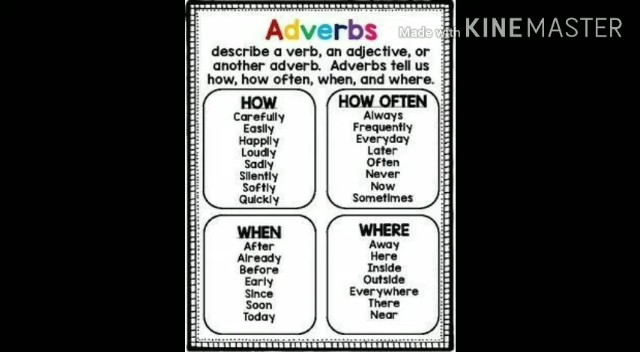 Made with KINEMASTER
Adverbs
describe a verb, an adjective, or
another adverb. Adverbs tell us
how, how often, when, and where.
HOW
Carefully
Easily
Happily
Loudly
Sadly
Silently
Softly
Quickly
HOW OFTEN
Always
Frequently
Everyday
Later
Often
Never
Now
Sometimes
WHEN
After
Already
Before
Early
Since
Soon
Today
WHERE
Away
Here
Inside
Outside
Everywhere
There
Near